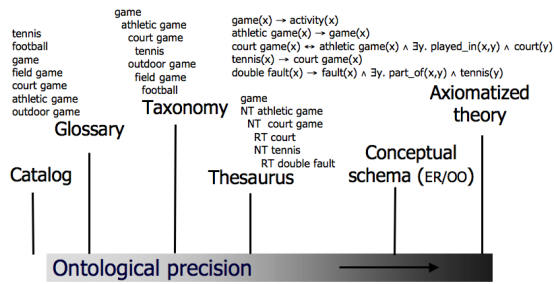 tennis
football
game
field game
court game
athletic game
outdoor game
Catalog
Glossary
game
athletic game
court game
tennis
outdoor game
field game
football
Taxonomy
game
NT athletic game
NT court game
RT court
NT tennis
RT double fault
Thesaurus
game(x) → activity(x)
athletic game(x) → game(x)
court game(x) ↔ athletic game(x) ∧ ∃y. played_in(x,y) ∧ court(y)
tennis(x) → court game(x)
double fault(x) → fault(x) ∧ ∃y. part_of(x,y) ∧ tennis(y)
Conceptual
schema (ER/OO)
Axiomatized
theory
Ontological precision